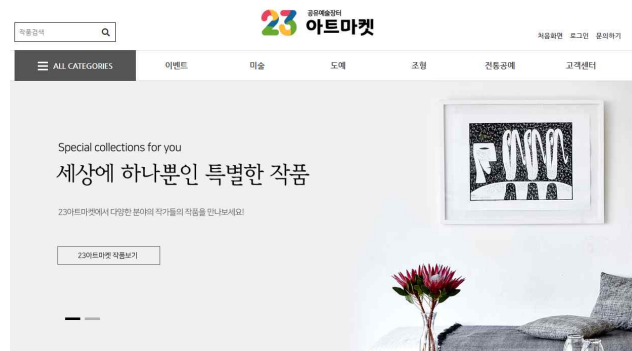 작품검색
23
공유예술장터
아트마켓
처음화면 로그인 문의하기
ALL CATEGORIES 이벤트 미술 도예 조형 전통공예 고객센터
Special collections for you
세상에 하나뿐인 특별한 작품
23아트마켓에서 다양한 분야의 작가들의 작품을 만나보세요!
23아트마켓 작품보기